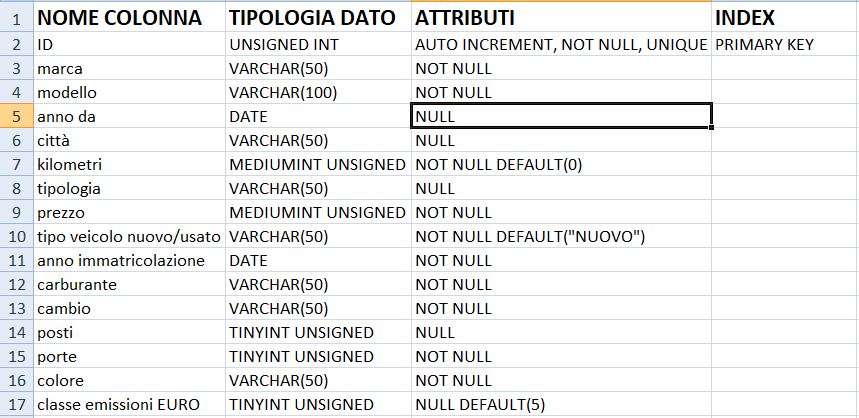 1 NOME COLONNA TIPOLOGIA DATO ATTRIBUTI INDEX
2 ID UNSIGNED INT AUTO INCREMENT, NOT NULL, UNIQUE PRIMARY KEY
3 marca VARCHAR(50) NOT NULL
4 modello VARCHAR(100) NOT NULL
5 anno da DATE NULL
6 città VARCHAR(50) NULL
7 kilometri MEDIUMINT UNSIGNED NOT NULL DEFAULT(0)
8 tipologia VARCHAR(50) NULL
9 prezzo MEDIUMINT UNSIGNED NOT NULL
10 tipo veicolo nuovo/usato VARCHAR(50) NOT NULL DEFAULT("NUOVO")
11 anno immatricolazione DATE NOT NULL
12 carburante VARCHAR(50) NOT NULL
13 cambio VARCHAR(50) NOT NULL
14 posti TINYINT UNSIGNED NULL
15 porte TINYINT UNSIGNED NOT NULL
16 colore VARCHAR(50) NOT NULL
17 classe emissioni EURO TINYINT UNSIGNED NULL DEFAULT(5)